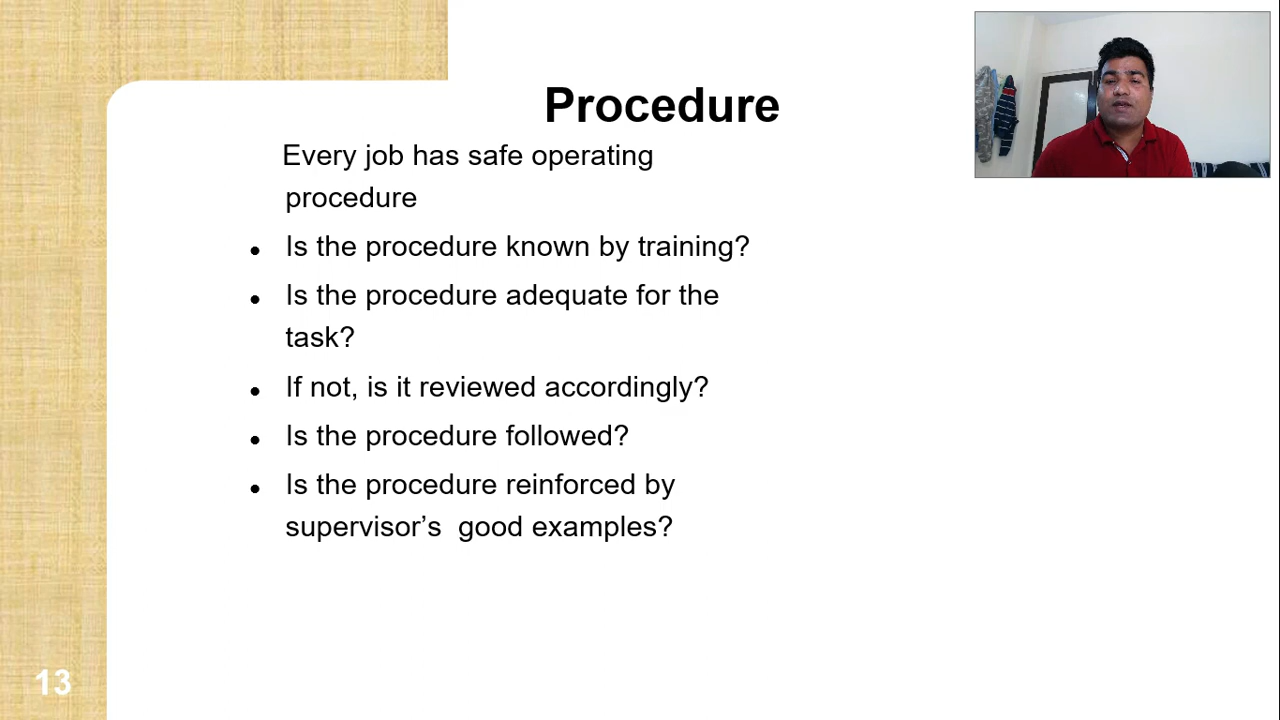 Procedure
Every job has safe operating
procedure
• Is the procedure known by training?
• Is the procedure adequate for the
task?
• If not, is it reviewed accordingly?
• Is the procedure followed?
• Is the procedure reinforced by
supervisor’s  good examples?
13